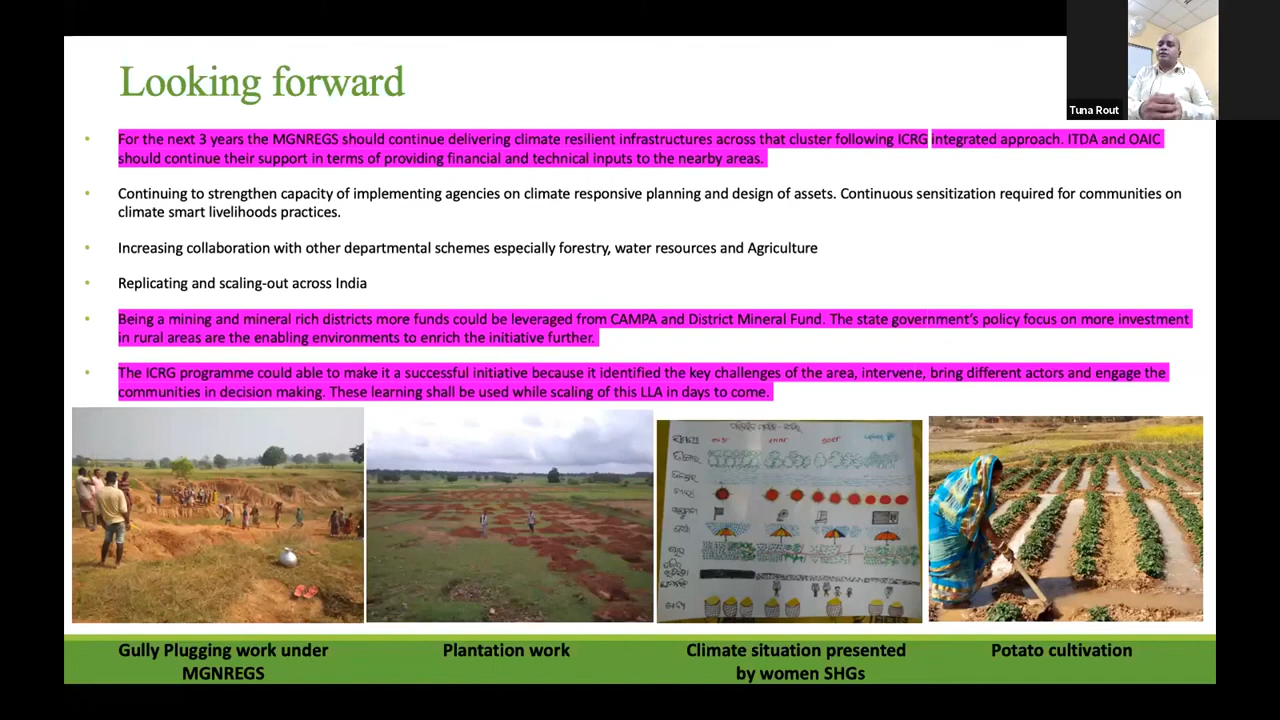 Looking forward
Tuna Rout
For the next 3 years the MGNREGS should continue delivering climate resilient infrastructures across that cluster following ICRG integrated approach. ITDA and OAIC
should continue their support in terms of providing financial and technical inputs to the nearby areas.
Continuing to strengthen capacity of implementing agencies on climate responsive planning and design of assets. Continuous sensitization required for communities on
climate smart livelihoods practices.
Increasing collaboration with other departmental schemes especially forestry, water resources and Agriculture
Replicating and scaling-out across India
Being a mining and mineral rich districts more funds could be leveraged from CAMPA and District Mineral Fund. The state government's policy focus on more investment
in rural areas are the enabling environments to enrich the initiative further.
The ICRG programme could able to make it a successful initiative because it identified the key challenges of the area, intervene, bring different actors and engage the
communities in decision making. These learning shall be used while scaling of this LLA in days to come.
Gully Plugging work under
MGNREGS
Plantation work
Climate situation presented
by women SHGs
Potato cultivation